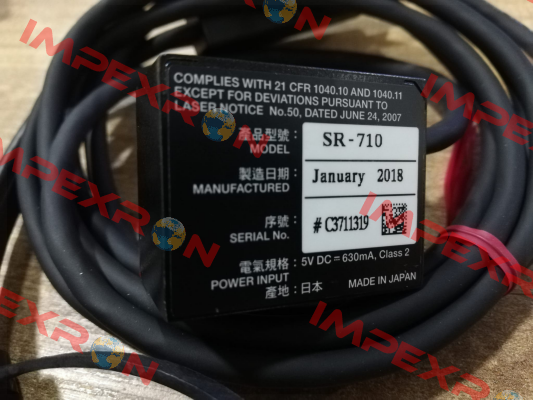 COMPLIES WITH 21 CFR 1040.10 AND 1040.11
EXCEPT FOR DEVIATIONS PURSUANT TO
LASER NOTICE No.50, DATED JUNE 24, 2007
產品型號: SR-710
MODEL
製造日期: January 2018
MANUFACTURED
序號: #C3711319
SERIAL No.
電氣規格: 5V DC=630mA, Class 2
POWER INPUT
產地: 日本 MADE IN JAPAN
IMPEXRON
IMPEXRON
IMPEXRON
IMPEXRON
IMPEXRON